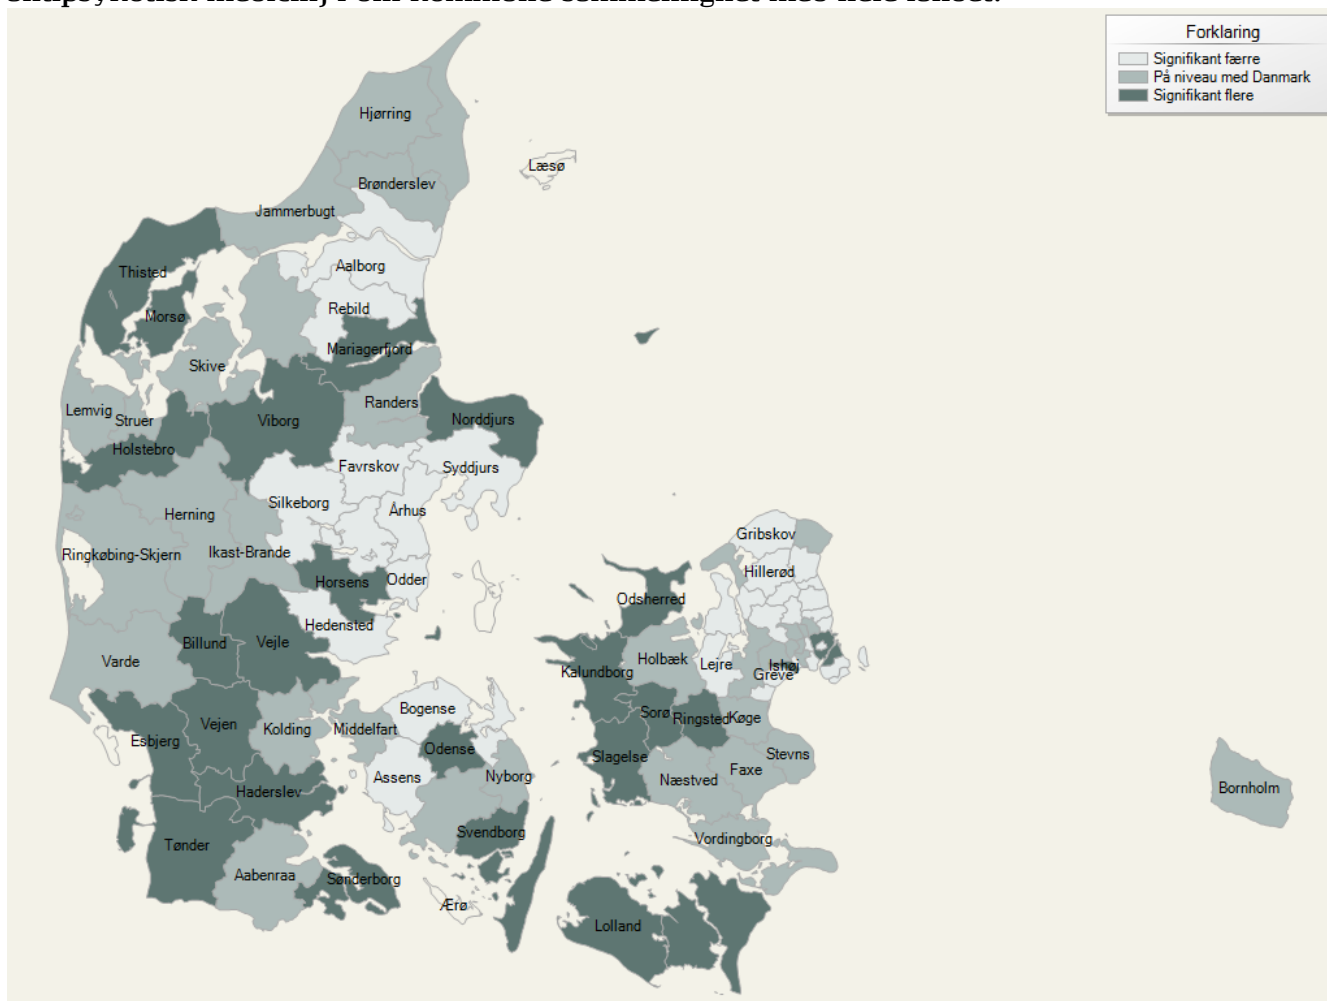 Forklaring
Signifikant færre
På niveau med Danmark
Signifikant flere
Hjørring
Læsø
Brønderslev
Jammerbugt
Aalborg
Thisted
Rebild
Morsø
Mariagerfjord
Skive
Randers
Lemvig
Struer
Viborg
Norddjurs
Holstebro
Favrskov
Syddjurs
Silkeborg
Århus
Herning
Gribskov
Ringkøbing-Skjern
Ikast-Brande
Hillerød
Horsens
Odder
Odsherred
Hedensted
Billund
Vejle
Varde
Holbæk
Lejre
Ishøj
Kalundborg
Greve
Bogense
Sorø
Ringsted
Køge
Vejen
Kolding
Middelfart
Esbjerg
Odense
Slagelse
Stevns
Assens
Nyborg
Næstved
Faxe
Haderslev
Bornholm
Svendborg
Vordingborg
Tønder
Aabenraa
Sønderborg
Ærø
Lolland